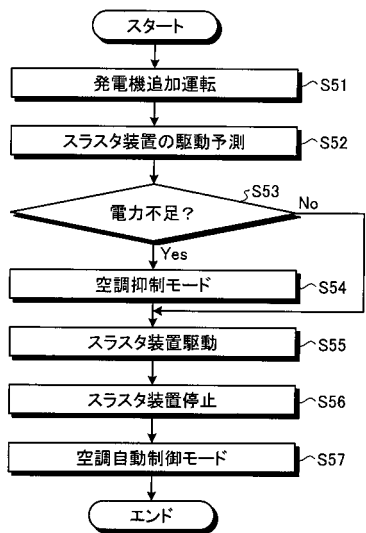 スタート
発電機追加運転 S51
スラスタ装置の駆動予測 S52
電力不足? S53
No
Yes
空調抑制モード S54
スラスタ装置駆動 S55
スラスタ装置停止 S56
空調自動制御モード S57
エンド